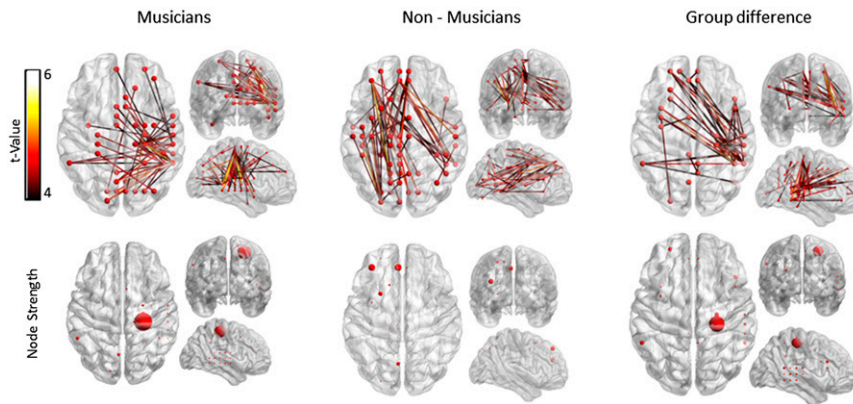 Musicians
Non - Musicians
Group difference
6
t-Value
4
Node Strength